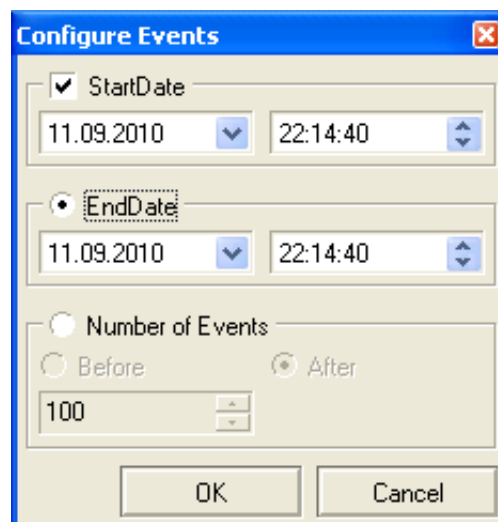 Configure Events
StartDate
11.09.2010 22:14:40
EndDate
11.09.2010 22:14:40
Number of Events
Before After
100
OK Cancel